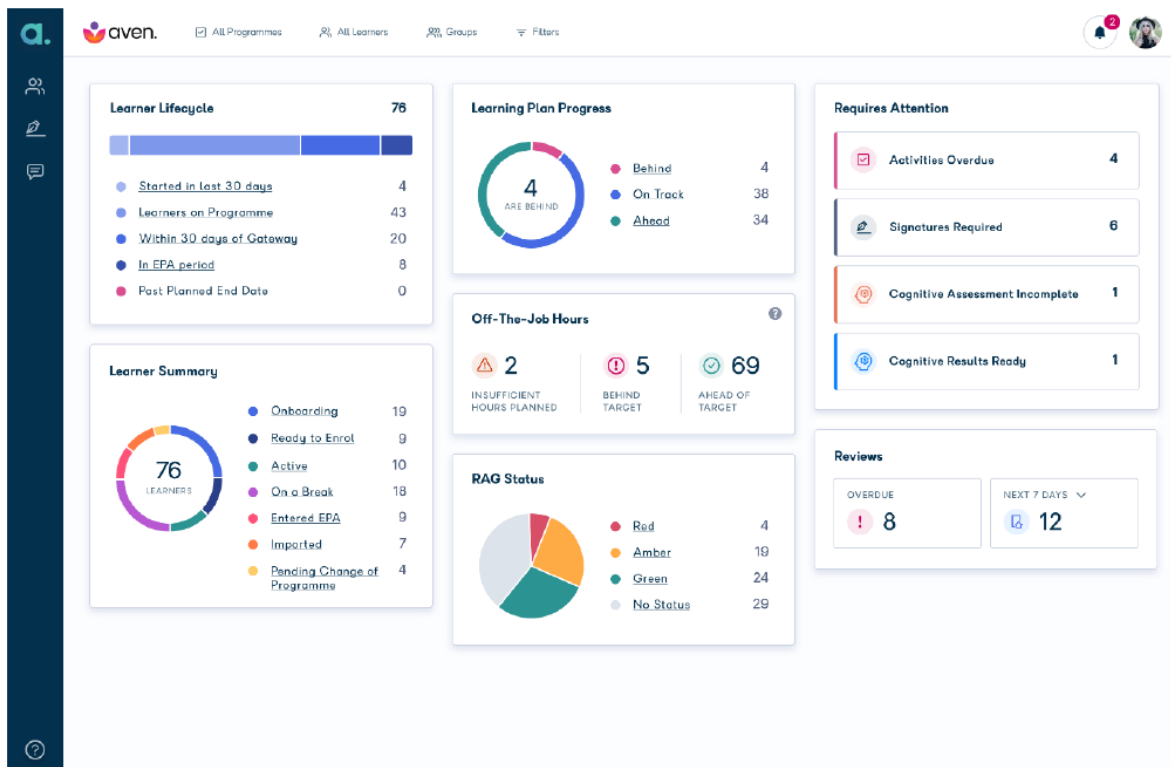 a.
aven.
All Programmes
All Learners
Groups
Filters
2
Learner Lifecycle 76
Started in last 30 days 4
Learners on Programme 43
Within 30 days of Gateway 20
In EPA period 8
Past Planned End Date 0
Learner Summary
76
LEARNERS
Onboarding 19
Ready to Enrol 9
Active 10
On a Break 18
Entered EPA 9
Imported 7
Pending Change of 4
Programme
Learning Plan Progress
4
ARE BEHIND
Behind 4
On Track 38
Ahead 34
Off-The-Job Hours ?
2
INSUFFICIENT
HOURS PLANNED
5
BEHIND
TARGET
69
AHEAD OF
TARGET
RAG Status
Red 4
Amber 19
Green 24
No Status 29
Requires Attention
Activities Overdue 4
Signatures Required 6
Cognitive Assessment Incomplete 1
Cognitive Results Ready 1
Reviews
OVERDUE
! 8
NEXT 7 DAYS
12
?